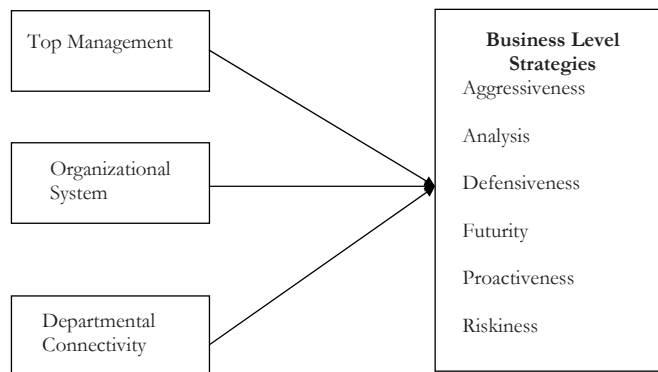 Top Management
Organizational
System
Departmental
Connectivity
Business Level
Strategies
Aggressiveness
Analysis
Defensiveness
Futurity
Proactiveness
Riskiness